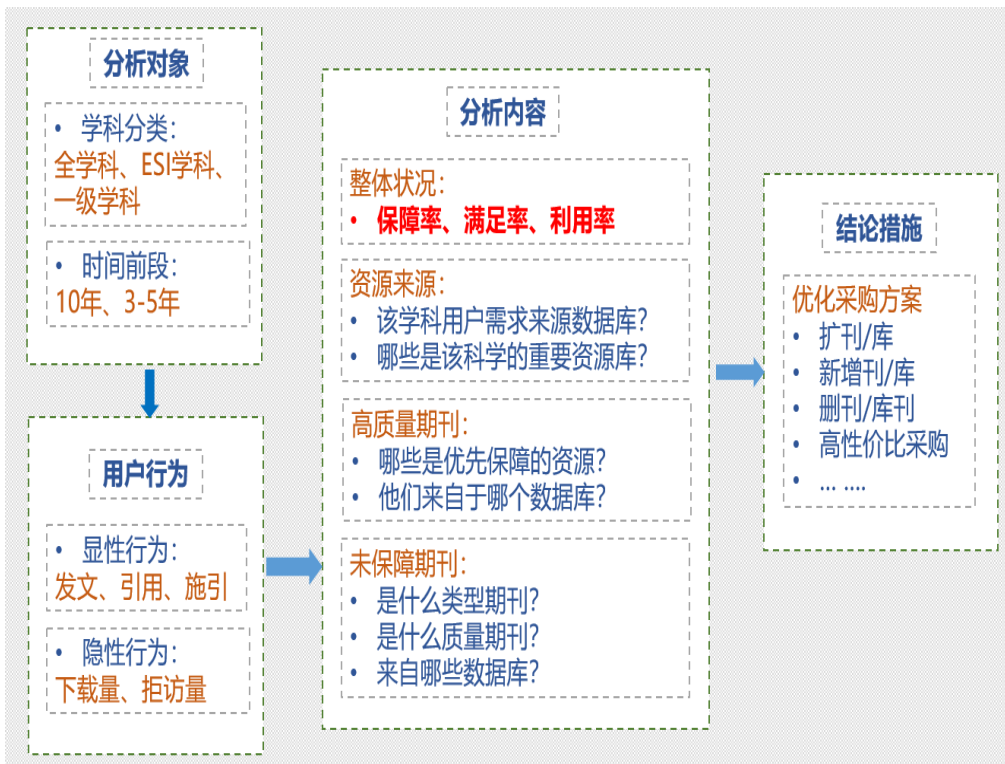 分析对象
• 学科分类：
全学科、ESI学科、
一级学科
• 时间前段：
10年、3-5年
用户行为
• 显性行为：
发文、引用、施引
• 隐性行为：
下载量、拒访量
分析内容
整体状况：
• 保障率、满足率、利用率
资源来源：
• 该学科用户需求来源数据库？
• 哪些是该科学的重要资源库？
高质量期刊：
• 哪些是优先保障的资源？
• 他们来自于哪个数据库？
未保障期刊：
• 是什么类型期刊？
• 是什么质量期刊？
• 来自哪些数据库？
结论措施
优化采购方案
• 扩刊/库
• 新增刊/库
• 删刊/库刊
• 高性价比采购
• ... ....